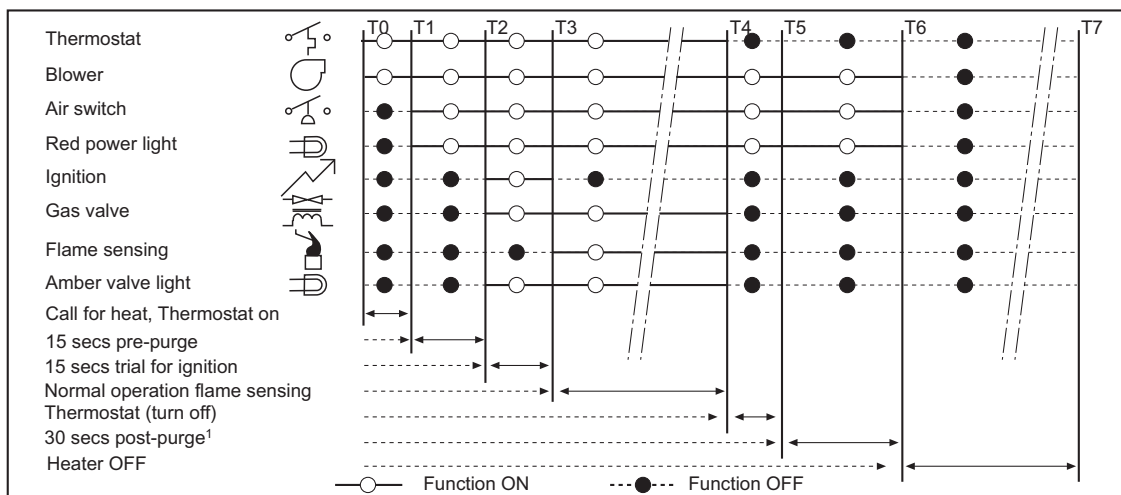 T0 T1 T2 T3 T4 T5 T6 T7
Thermostat
Blower
Air switch
Red power light
Ignition
Gas valve
Flame sensing
Amber valve light
Call for heat, Thermostat on
15 secs pre-purge
15 secs trial for ignition
Normal operation flame sensing
Thermostat (turn off)
30 secs post-purge¹
Heater OFF
Function ON Function OFF